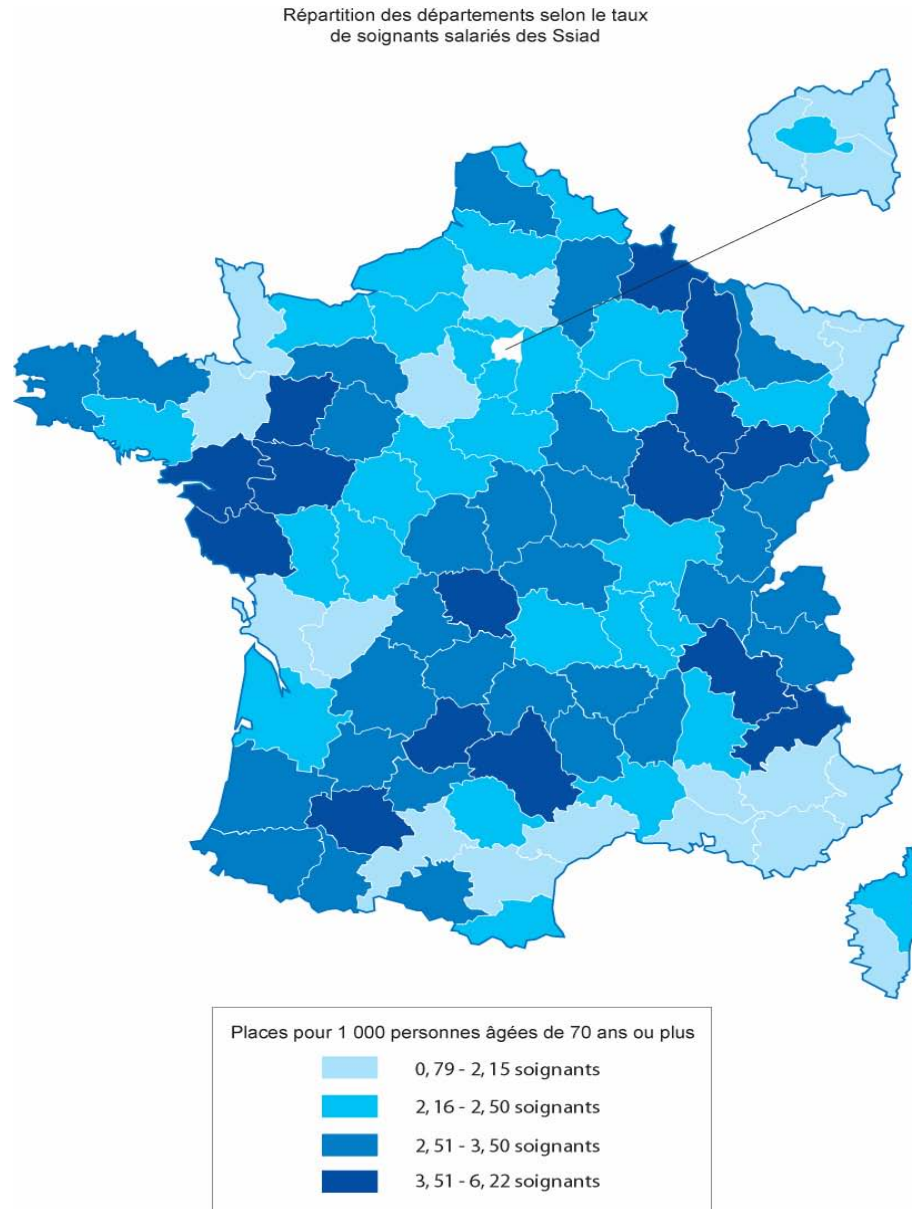 Répartition des départements selon le taux
de soignants salariés des Ssiad
Places pour 1 000 personnes âgées de 70 ans ou plus
0, 79 - 2, 15 soignants
2, 16 - 2, 50 soignants
2, 51 - 3, 50 soignants
3, 51 - 6, 22 soignants